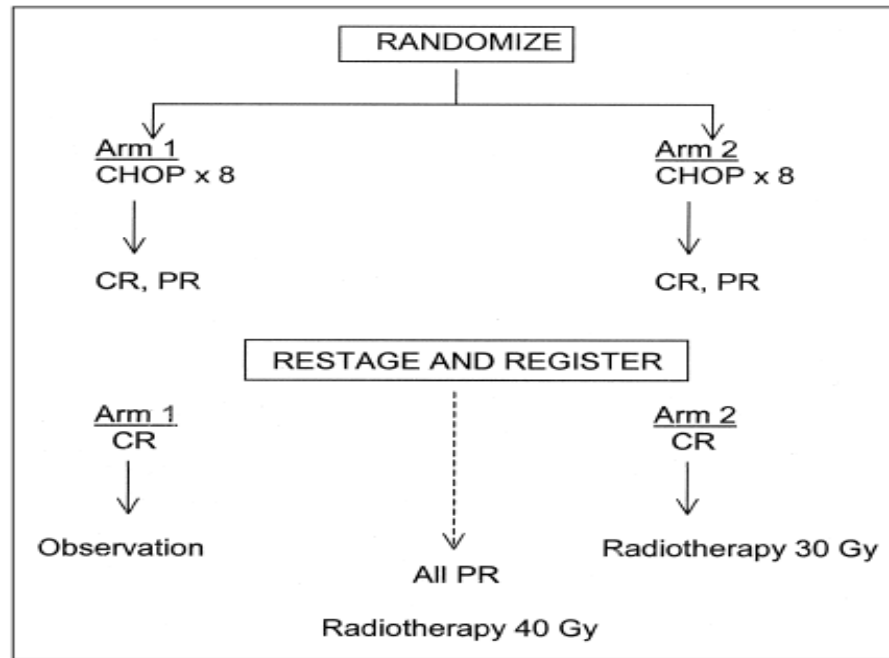 RANDOMIZE
Arm 1
CHOP x 8
Arm 2
CHOP x 8
CR, PR
CR, PR
RESTAGE AND REGISTER
Arm 1
CR
Arm 2
CR
Observation
All PR
Radiotherapy 30 Gy
Radiotherapy 40 Gy